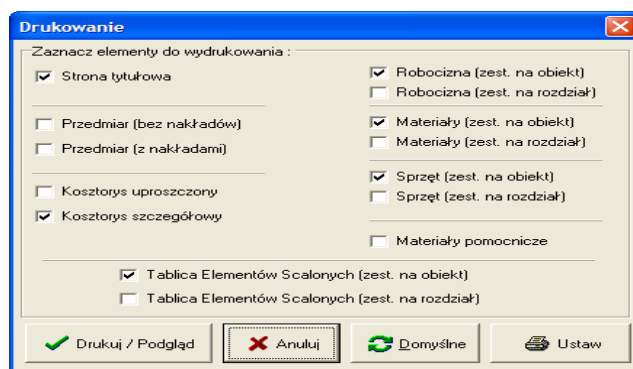 Drukowanie
Zaznacz elementy do wydrukowania :
Strona tytułowa
Przedmiar (bez nakładów)
Przedmiar (z nakładami)
Kosztorys uproszczony
Kosztorys szczegółowy
Robocizna (zest. na obiekt)
Robocizna (zest. na rozdział)
Materiały (zest. na obiekt)
Materiały (zest. na rozdział)
Sprzęt (zest. na obiekt)
Sprzęt (zest. na rozdział)
Materiały pomocnicze
Tablica Elementów Scalonych (zest. na obiekt)
Tablica Elementów Scalonych (zest. na rozdział)
Drukuj / Podgląd
Anuluj
Domyślne
Ustaw